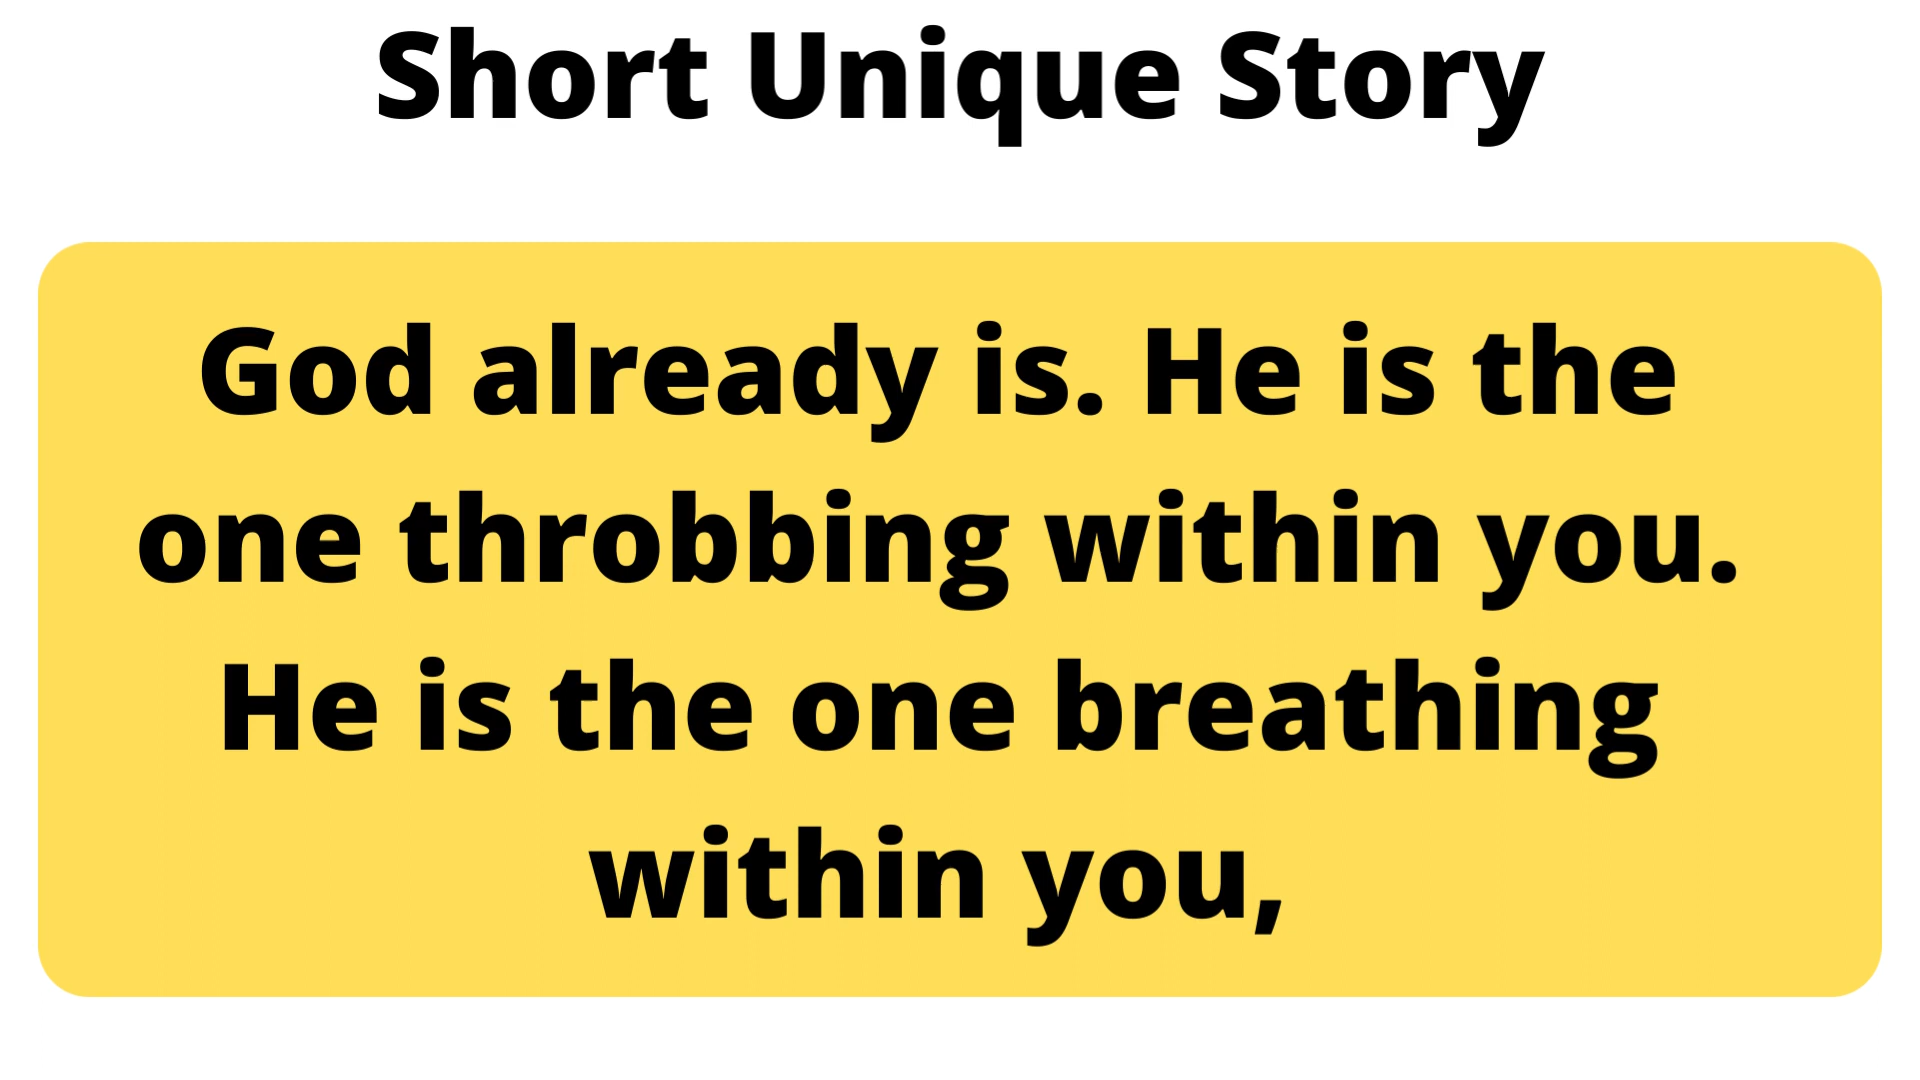 Short Unique Story
God already is. He is the
one throbbing within you.
He is the one breathing
within you,